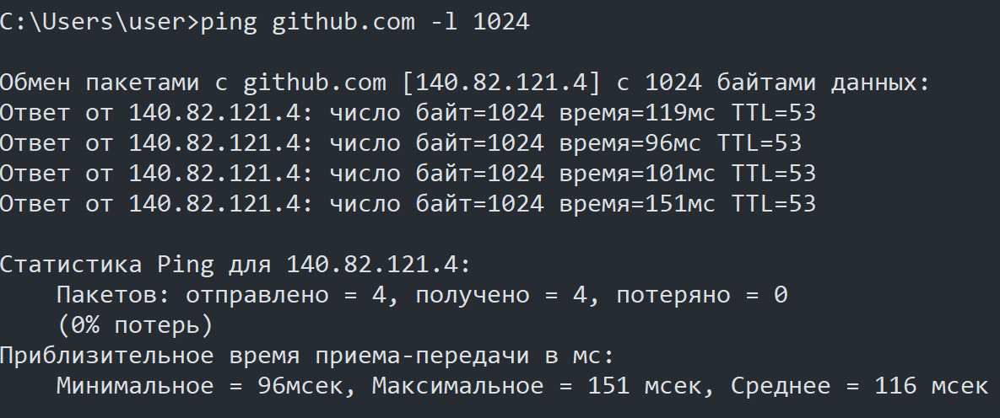 C:\Users\user>ping github.com -l 1024
Обмен пакетами с github.com [140.82.121.4] с 1024 байтами данных:
Ответ от 140.82.121.4: число байт=1024 время=119мс TTL=53
Ответ от 140.82.121.4: число байт=1024 время=96мс TTL=53
Ответ от 140.82.121.4: число байт=1024 время=101мс TTL=53
Ответ от 140.82.121.4: число байт=1024 время=151мс TTL=53
Статистика Ping для 140.82.121.4:
Пакетов: отправлено = 4, получено = 4, потеряно = 0
(0% потерь)
Приблизительное время приема-передачи в мс:
Минимальное = 96мсек, Максимальное = 151 мсек, Среднее = 116 мсек